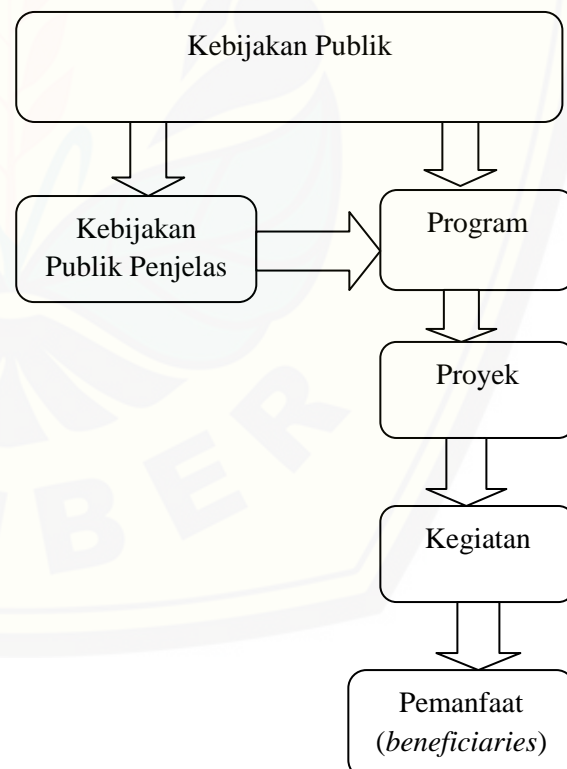 Kebijakan Publik
Kebijakan
Publik Penjelas
Program
Proyek
Kegiatan
Pemanfaat
(beneficiaries)